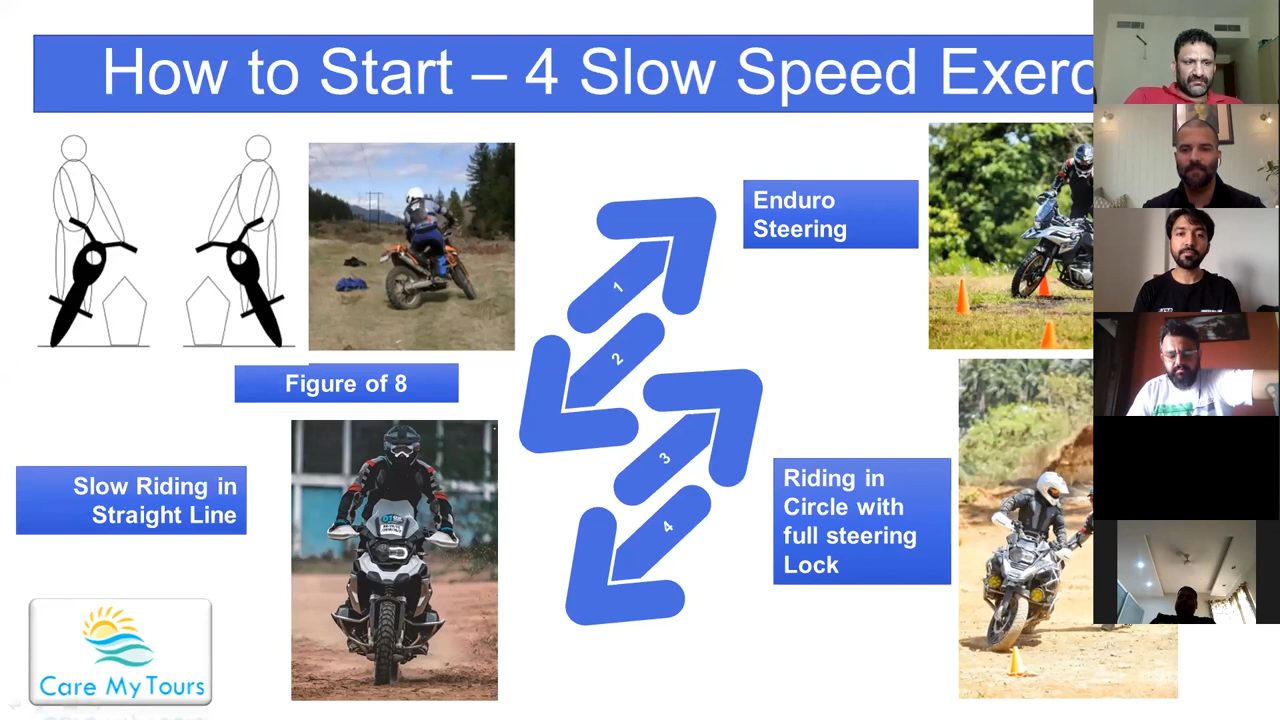 How to Start – 4 Slow Speed Exerc
Enduro
Steering
1
2
Figure of 8
3
Riding in
Circle with
full steering
Lock
Slow Riding in
Straight Line
4
Care My Tours